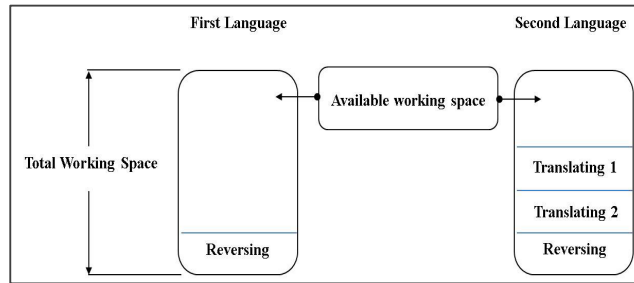 First Language
Second Language
Available working space
Total Working Space
Translating 1
Translating 2
Reversing
Reversing